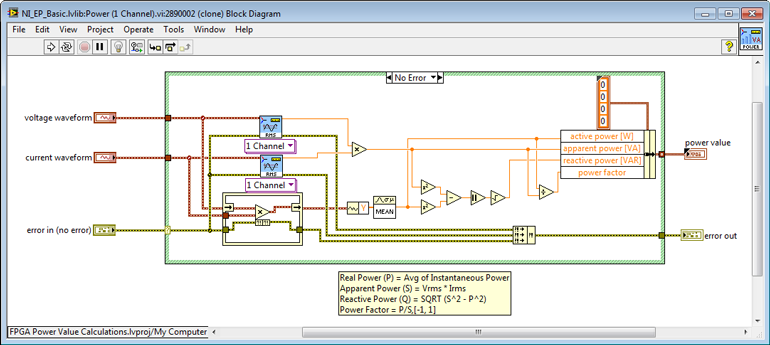 NI_EP_Basic.lvlib:Power (1 Channel).vi:2890002 (clone) Block Diagram
File Edit View Project Operate Tools Window Help
VA
POWER
No Error
0
0
0
0
voltage waveform
RMS
1 Channel
current waveform
RMS
1 Channel
active power [W]
apparent power [VA]
reactive power [VAR]
power factor
power value
Y
MEAN
x²
x²
error in (no error)
error out
Real Power (P) = Avg of Instantaneous Power
Apparent Power (S) = Vrms * Irms
Reactive Power (Q) = SQRT (S^2 - P^2)
Power Factor = P/S,[-1, 1]
FPGA Power Value Calculations.lvproj/My Computer